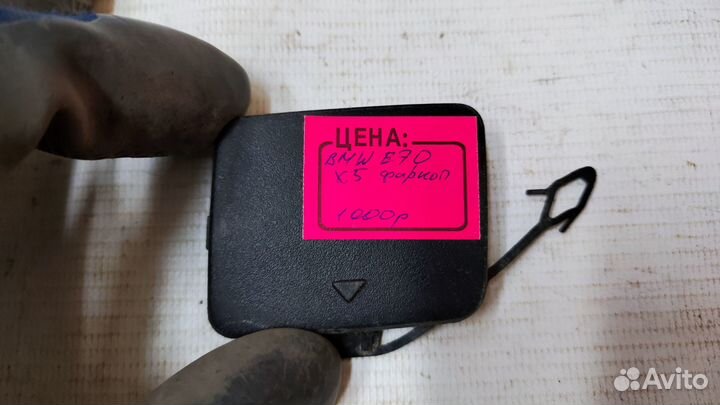 ЦЕНА:
BMW E70
X5 фаркоп
1000р
Avito